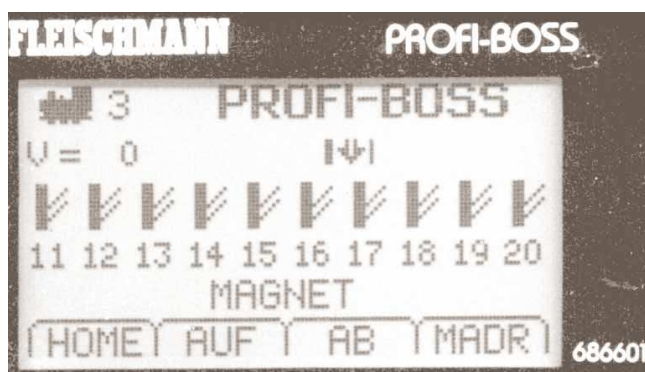 FLEISCHMANN PROFI-BOSS
3 PROFI-BOSS
V = 0
11 12 13 14 15 16 17 18 19 20
MAGNET
HOME AUF AB MADR
686601